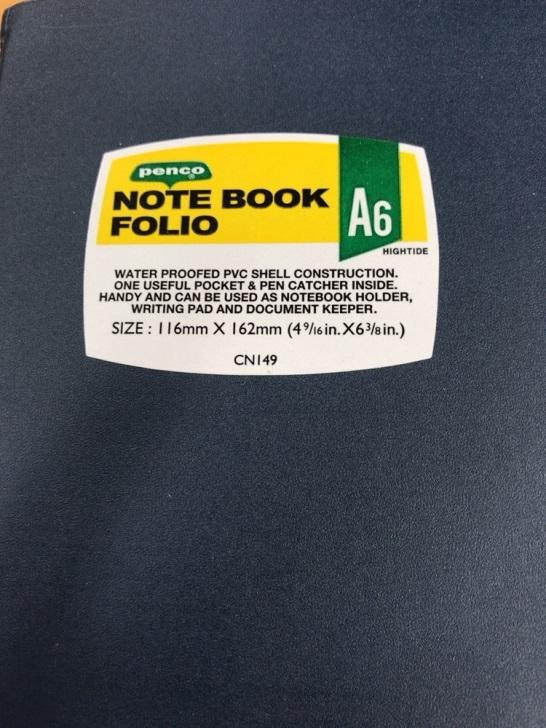 penco®
NOTE BOOK
FOLIO
A6
HIGHTIDE
WATER PROOFED PVC SHELL CONSTRUCTION.
ONE USEFUL POCKET & PEN CATCHER INSIDE.
HANDY AND CAN BE USED AS NOTEBOOK HOLDER,
WRITING PAD AND DOCUMENT KEEPER.
SIZE : 116mm X 162mm (4 9/16 in. X 6 3/8 in.)
CN149